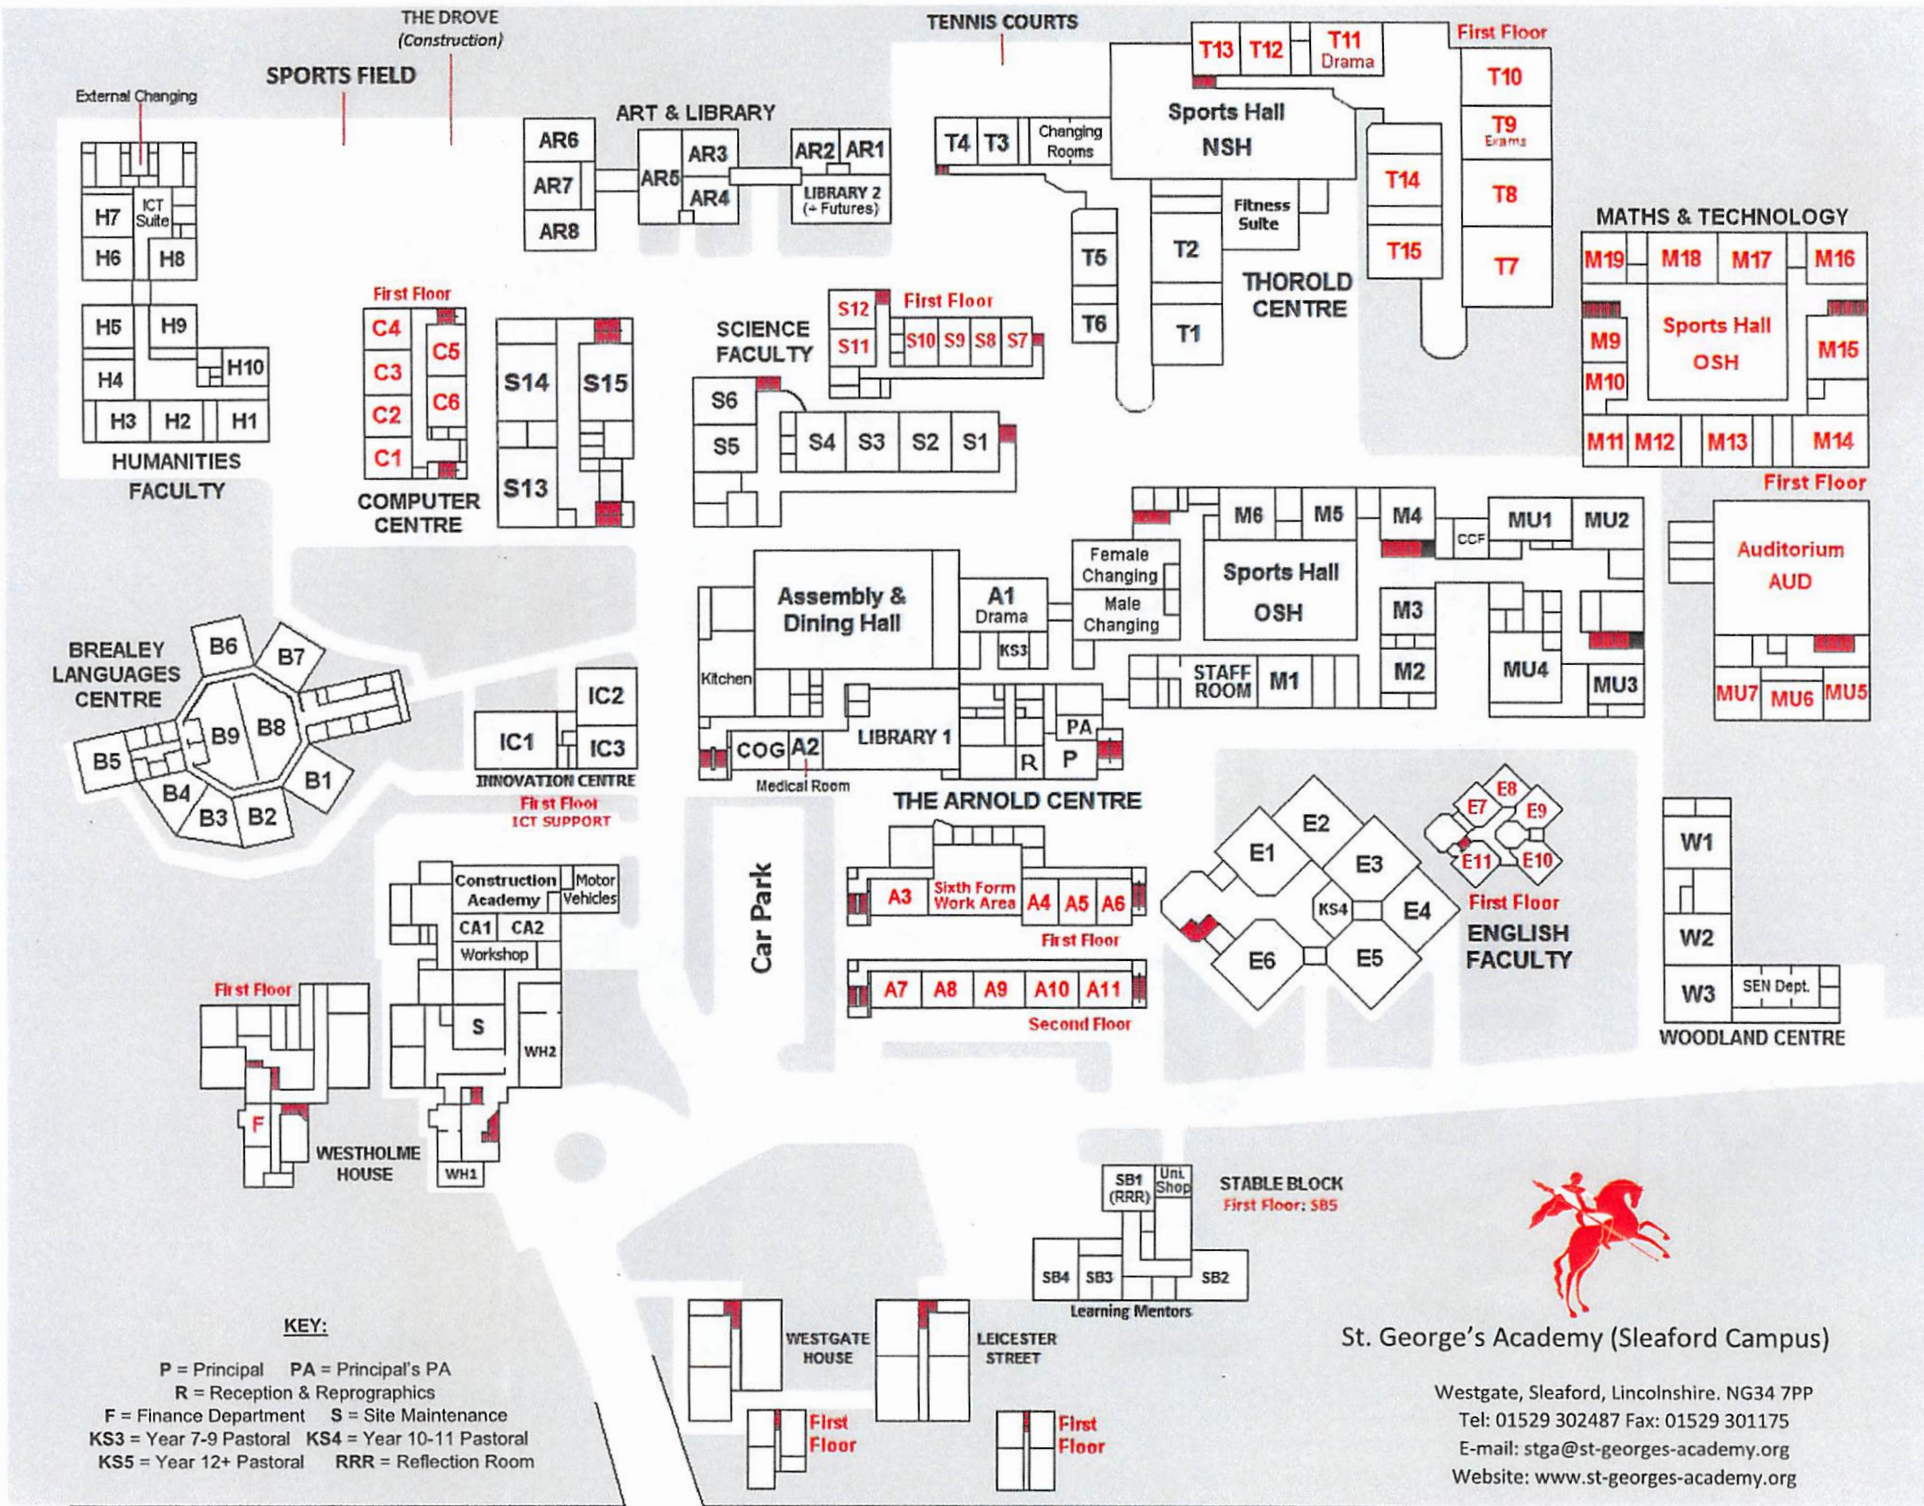 THE DROVE
(Construction)
TENNIS COURTS
SPORTS FIELD
External Changing
ART & LIBRARY
AR6
AR7
AR8
AR5
AR3
AR4
AR2
AR1
LIBRARY 2
(+ Futures)
T4
T3
Changing
Rooms
Sports Hall
NSH
T13
T12
T11
Drama
First Floor
T10
T9
Exams
T8
T7
T14
T15
Fitness
Suite
T5
T6
T2
T1
THOROLD
CENTRE
MATHS & TECHNOLOGY
M19
M18
M17
M16
M9
M10
Sports Hall
OSH
M15
M11
M12
M13
M14
First Floor
H7
ICT
Suite
H6
H8
H5
H9
H4
H10
H3
H2
H1
HUMANITIES
FACULTY
First Floor
C4
C5
C3
C2
C6
C1
COMPUTER
CENTRE
S14
S15
S13
SCIENCE
FACULTY
First Floor
S12
S11
S10
S9
S8
S7
S6
S5
S4
S3
S2
S1
M6
M5
M4
CCF
MU1
MU2
Female
Changing
Male
Changing
Sports Hall
OSH
M3
M2
STAFF
ROOM
M1
MU4
MU3
Auditorium
AUD
MU7
MU6
MU5
Assembly &
Dining Hall
A1
Drama
KS3
Kitchen
COG
A2
Medical Room
LIBRARY 1
PA
R
P
THE ARNOLD CENTRE
BREALEY
LANGUAGES
CENTRE
B6
B7
B9
B8
B5
B4
B3
B2
B1
IC2
IC1
IC3
INNOVATION CENTRE
First Floor
ICT SUPPORT
Car Park
A3
Sixth Form
Work Area
A4
A5
A6
First Floor
A7
A8
A9
A10
A11
Second Floor
E1
E2
E3
KS4
E4
E5
E6
E7
E8
E9
E11
E10
First Floor
ENGLISH
FACULTY
W1
W2
W3
SEN Dept.
WOODLAND CENTRE
Construction
Academy
Motor
Vehicles
CA1
CA2
Workshop
S
WH2
WH1
First Floor
F
WESTHOLME
HOUSE
SB1
(RRR)
Uni.
Shop
STABLE BLOCK
First Floor: SB5
SB4
SB3
SB2
Learning Mentors
WESTGATE
HOUSE
LEICESTER
STREET
First
Floor
First
Floor
KEY:
P = Principal PA = Principal's PA
R = Reception & Reprographics
F = Finance Department S = Site Maintenance
KS3 = Year 7-9 Pastoral KS4 = Year 10-11 Pastoral
KS5 = Year 12+ Pastoral RRR = Reflection Room
St. George's Academy (Sleaford Campus)
Westgate, Sleaford, Lincolnshire. NG34 7PP
Tel: 01529 302487 Fax: 01529 301175
E-mail: stga@st-georges-academy.org
Website: www.st-georges-academy.org